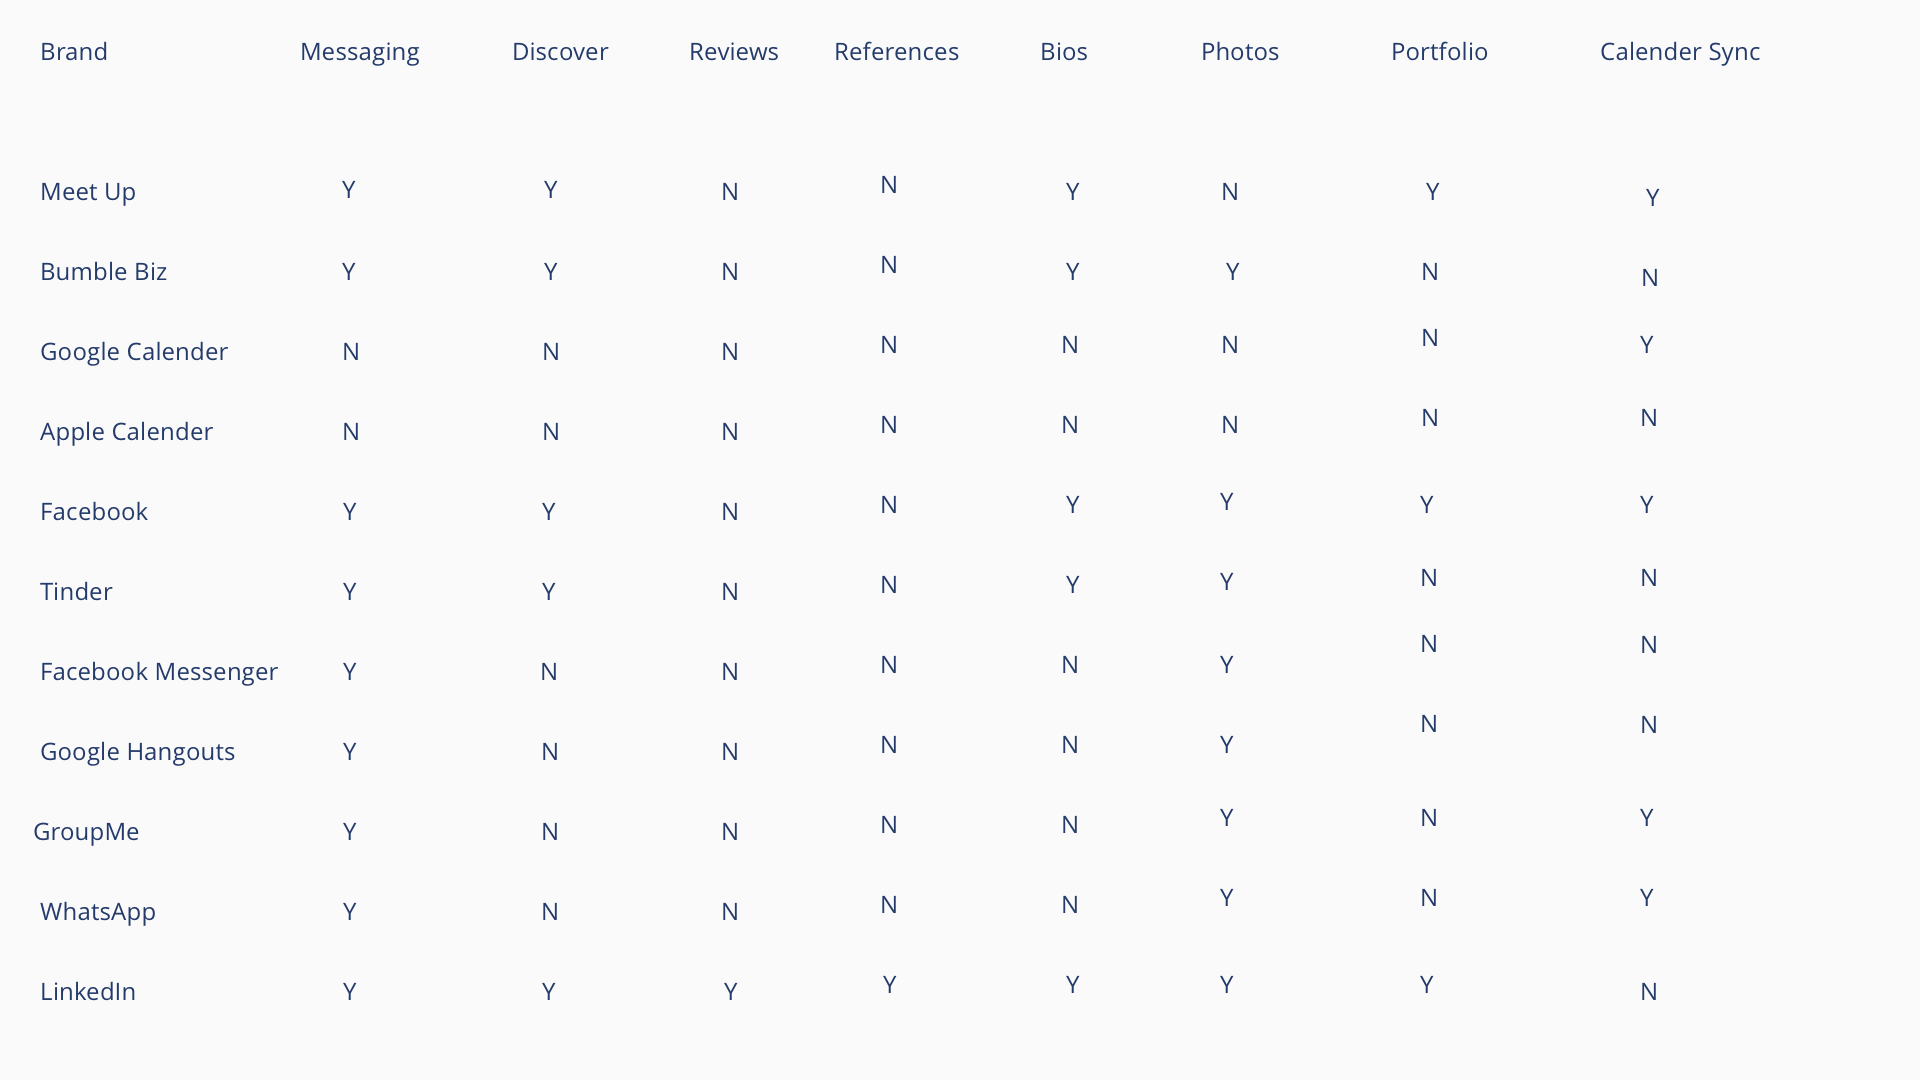 Brand Messaging Discover Reviews References Bios Photos Portfolio Calender Sync
Meet Up Y Y N N Y N Y Y
Bumble Biz Y Y N N Y Y N N
Google Calender N N N N N N N Y
Apple Calender N N N N N N N N
Facebook Y Y N N Y Y Y Y
Tinder Y Y N N Y Y N N
Facebook Messenger Y N N N N Y N N
Google Hangouts Y N N N N Y N N
GroupMe Y N N N N Y N Y
WhatsApp Y N N N N Y N Y
LinkedIn Y Y Y Y Y Y Y N